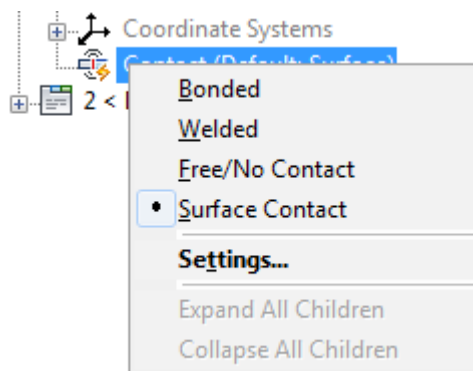 Coordinate Systems
Contact (Default: Surface)
2 <
Bonded
Welded
Free/No Contact
Surface Contact
Settings...
Expand All Children
Collapse All Children